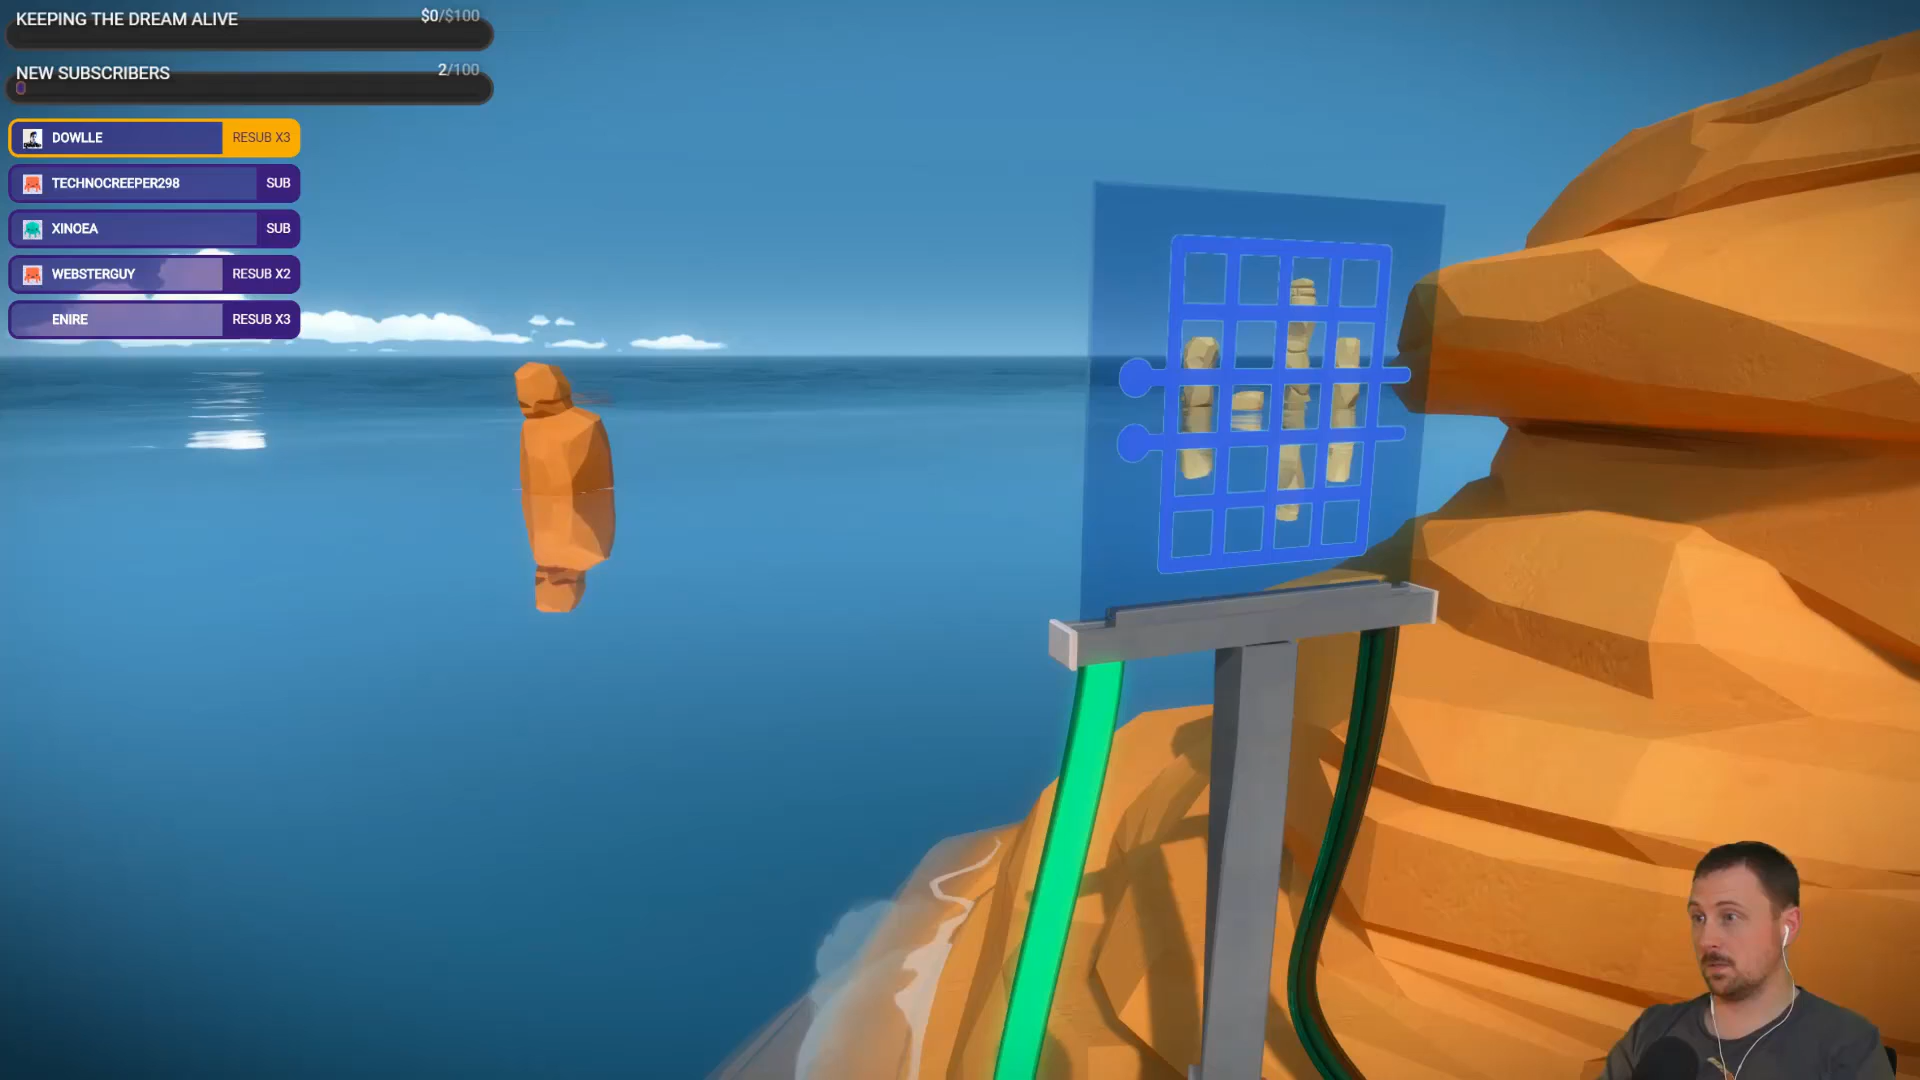 KEEPING THE DREAM ALIVE $0/$100
NEW SUBSCRIBERS 2/100
DOWLLE RESUB X3
TECHNOCREEPER298 SUB
XINOEA SUB
WEBSTERGUY RESUB X2
ENIRE RESUB X3